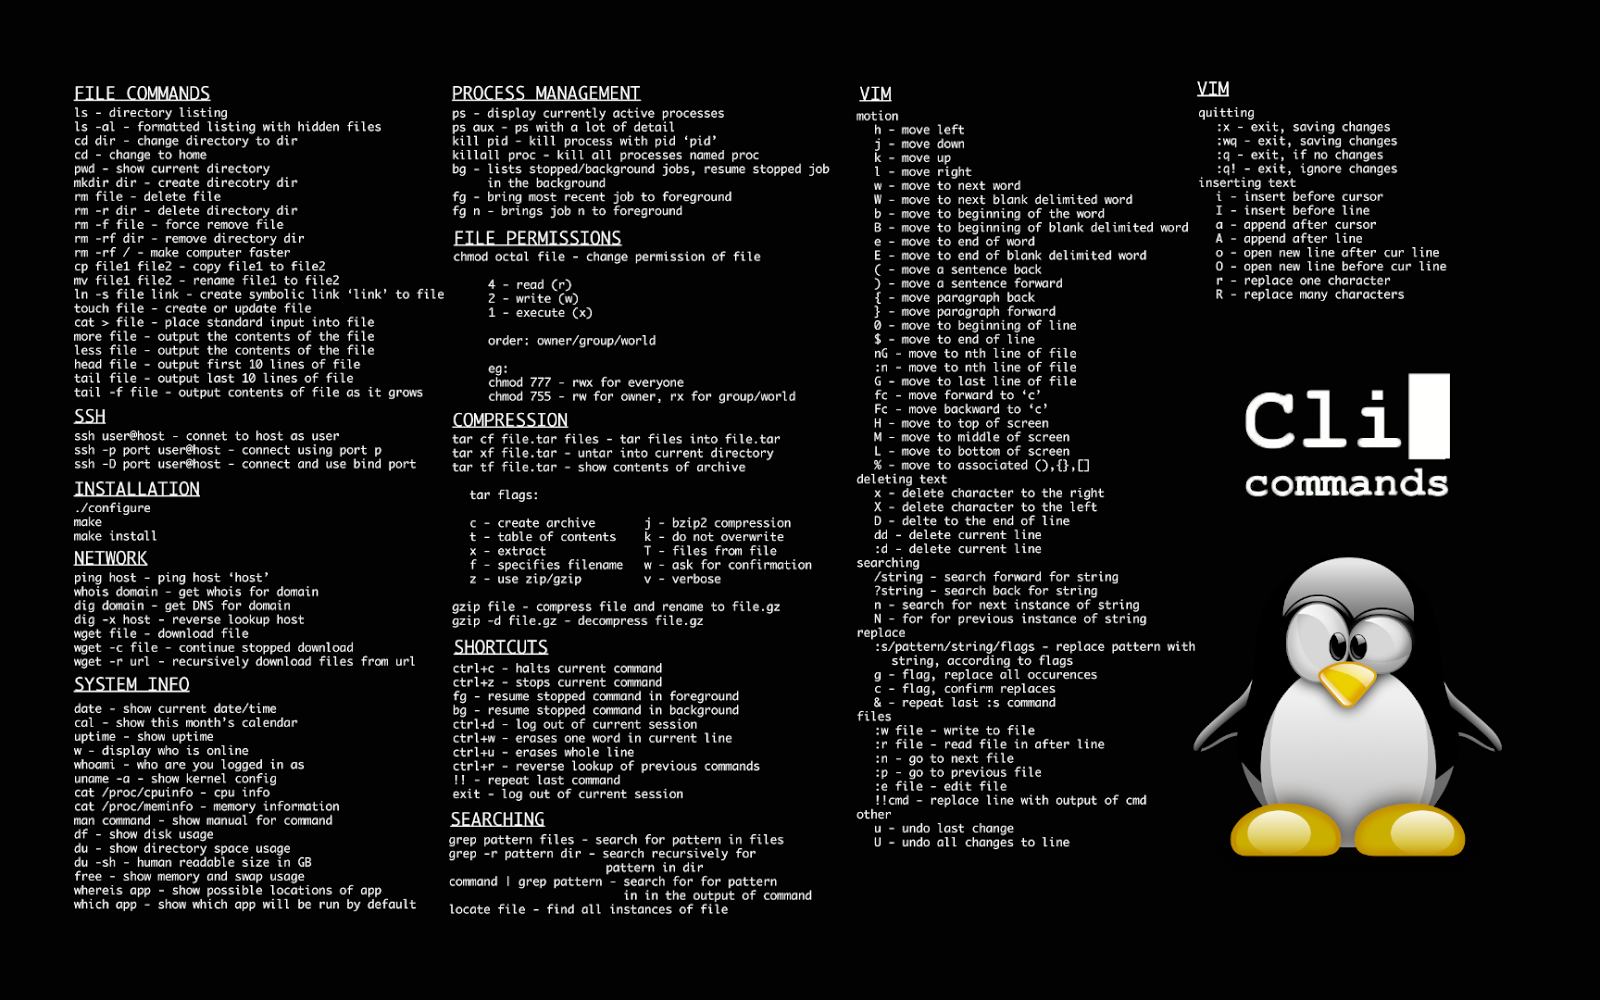 FILE COMMANDS
ls - directory listing
ls -al - formatted listing with hidden files
cd dir - change directory to dir
cd - change to home
pwd - show current directory
mkdir dir - create direcotry dir
rm file - delete file
rm -r dir - delete directory dir
rm -f file - force remove file
rm -rf dir - remove directory dir
rm -rf / - make computer faster
cp file1 file2 - copy file1 to file2
mv file1 file2 - rename file1 to file2
ln -s file link - create symbolic link ‘link’ to file
touch file - create or update file
cat > file - place standard input into file
more file - output the contents of the file
less file - output the contents of the file
head file - output first 10 lines of file
tail file - output last 10 lines of file
tail -f file - output contents of file as it grows
SSH
ssh user@host - connet to host as user
ssh -p port user@host - connect using port p
ssh -D port user@host - connect and use bind port
INSTALLATION
./configure
make
make install
NETWORK
ping host - ping host ‘host’
whois domain - get whois for domain
dig domain - get DNS for domain
dig -x host - reverse lookup host
wget file - download file
wget -c file - continue stopped download
wget -r url - recursively download files from url
SYSTEM INFO
date - show current date/time
cal - show this month’s calendar
uptime - show uptime
w - display who is online
whoami - who are you logged in as
uname -a - show kernel config
cat /proc/cpuinfo - cpu info
cat /proc/meminfo - memory information
man command - show manual for command
df - show disk usage
du - show directory space usage
du -sh - human readable size in GB
free - show memory and swap usage
whereis app - show possible locations of app
which app - show which app will be run by default
PROCESS MANAGEMENT
ps - display currently active processes
ps aux - ps with a lot of detail
kill pid - kill process with pid ‘pid’
killall proc - kill all processes named proc
bg - lists stopped/background jobs, resume stopped job
in the background
fg - bring most recent job to foreground
fg n - brings job n to foreground
FILE PERMISSIONS
chmod octal file - change permission of file
4 - read (r)
2 - write (w)
1 - execute (x)
order: owner/group/world
eg:
chmod 777 - rwx for everyone
chmod 755 - rw for owner, rx for group/world
COMPRESSION
tar cf file.tar files - tar files into file.tar
tar xf file.tar - untar into current directory
tar tf file.tar - show contents of archive
tar flags:
c - create archive j - bzip2 compression
t - table of contents k - do not overwrite
x - extract T - files from file
f - specifies filename w - ask for confirmation
z - use zip/gzip v - verbose
gzip file - compress file and rename to file.gz
gzip -d file.gz - decompress file.gz
SHORTCUTS
ctrl+c - halts current command
ctrl+z - stops current command
fg - resume stopped command in foreground
bg - resume stopped command in background
ctrl+d - log out of current session
ctrl+w - erases one word in current line
ctrl+u - erases whole line
ctrl+r - reverse lookup of previous commands
!! - repeat last command
exit - log out of current session
SEARCHING
grep pattern files - search for pattern in files
grep -r pattern dir - search recursively for
pattern in dir
command | grep pattern - search for for pattern
in in the output of command
locate file - find all instances of file
VIM
motion
h - move left
j - move down
k - move up
l - move right
w - move to next word
W - move to next blank delimited word
b - move to beginning of the word
B - move to beginning of blank delimited word
e - move to end of word
E - move to end of blank delimited word
( - move a sentence back
) - move a sentence forward
{ - move paragraph back
} - move paragraph forward
0 - move to beginning of line
$ - move to end of line
nG - move to nth line of file
:n - move to nth line of file
G - move to last line of file
fc - move forward to ‘c’
Fc - move backward to ‘c’
H - move to top of screen
M - move to middle of screen
L - move to bottom of screen
% - move to associated (),{},[]
deleting text
x - delete character to the right
X - delete character to the left
D - delte to the end of line
dd - delete current line
:d - delete current line
searching
/string - search forward for string
?string - search back for string
n - search for next instance of string
N - for for previous instance of string
replace
:s/pattern/string/flags - replace pattern with
string, according to flags
g - flag, replace all occurences
c - flag, confirm replaces
& - repeat last :s command
files
:w file - write to file
:r file - read file in after line
:n - go to next file
:p - go to previous file
:e file - edit file
!!cmd - replace line with output of cmd
other
u - undo last change
U - undo all changes to line
VIM
quitting
:x - exit, saving changes
:wq - exit, saving changes
:q - exit, if no changes
:q! - exit, ignore changes
inserting text
i - insert before cursor
I - insert before line
a - append after cursor
A - append after line
o - open new line after cur line
O - open new line before cur line
r - replace one character
R - replace many characters
Cli
commands